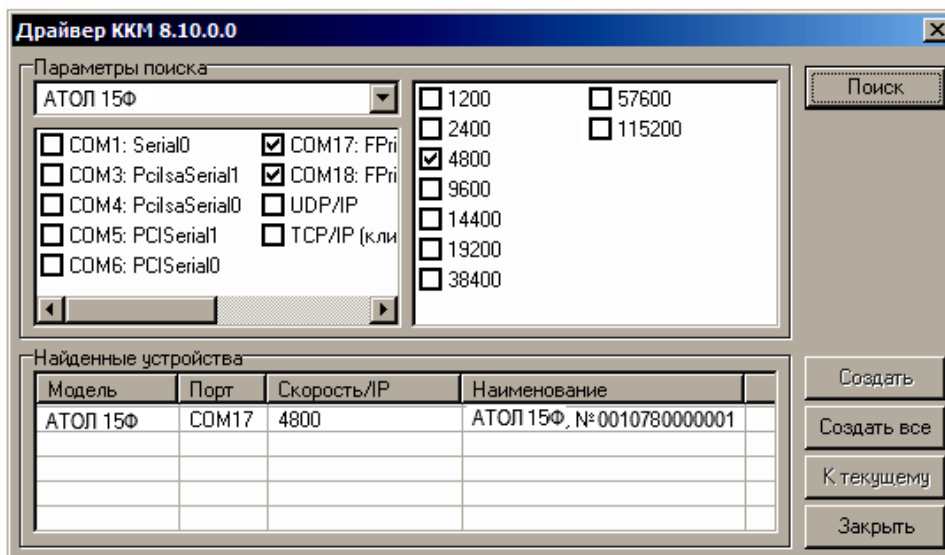 Драйвер ККМ 8.10.0.0
Параметры поиска
АТОЛ 15Ф
COM1: Serial0
COM3: PciIsaSerial1
COM4: PciIsaSerial0
COM5: PCISerial1
COM6: PCISerial0
COM17: FPri
COM18: FPri
UDP/IP
TCP/IP (кли
1200
2400
4800
9600
14400
19200
38400
57600
115200
Поиск
Найденные устройства
Модель Порт Скорость/IP Наименование
АТОЛ 15Ф COM17 4800 АТОЛ 15Ф, №0010780000001
Создать
Создать все
К текущему
Закрыть